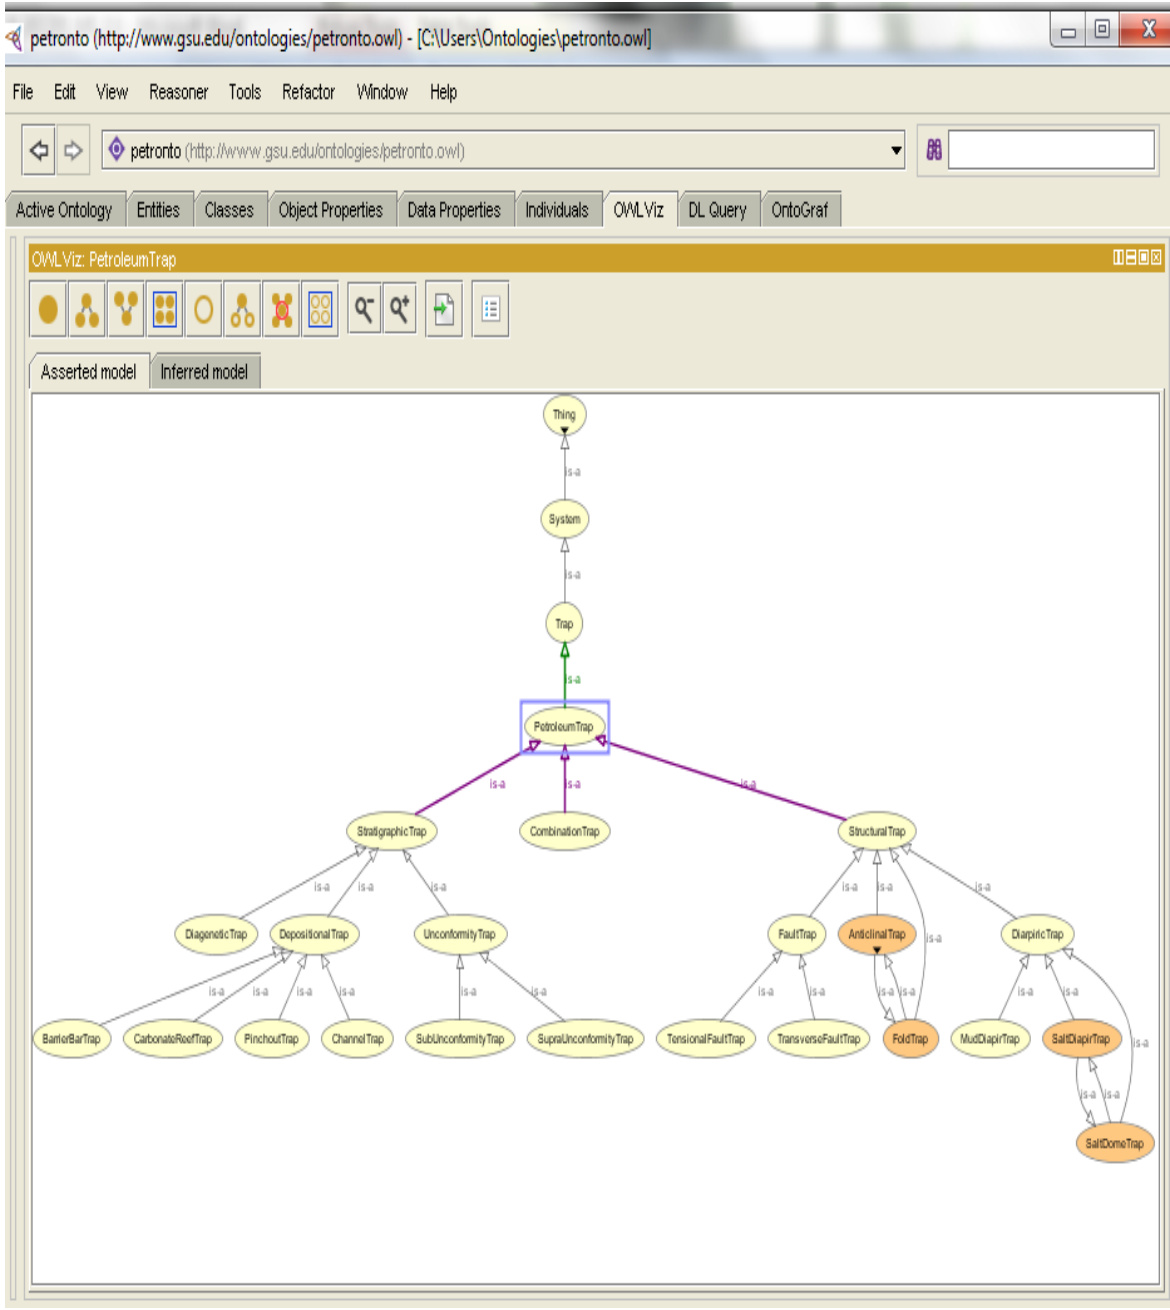 petronto (http://www.gsu.edu/ontologies/petronto.owl) - [C:\Users\Ontologies\petronto.owl]
File Edit View Reasoner Tools Refactor Window Help
petronto (http://www.gsu.edu/ontologies/petronto.owl)
Active Ontology Entities Classes Object Properties Data Properties Individuals OWLViz DL Query OntoGraf
OWLViz: PetroleumTrap
Asserted model Inferred model
Thing
is-a
System
is-a
Trap
is-a
PetroleumTrap
is-a is-a is-a
StratigraphicTrap CombinationTrap StructuralTrap
is-a is-a is-a is-a is-a is-a
DiageneticTrap DepositionalTrap UnconformityTrap FaultTrap AnticlinalTrap is-a DiarpiricTrap
is-a is-a is-a is-a is-a is-a is-a is-a is-a is-a is-a is-a
BarrierBarTrap CarbonateReefTrap PinchoutTrap ChannelTrap SubUnconformityTrap SupraUnconformityTrap TensionalFaultTrap TransverseFaultTrap FoldTrap MudDiapirTrap SaltDiapirTrap is-a
is-a is-a
SaltDomeTrap